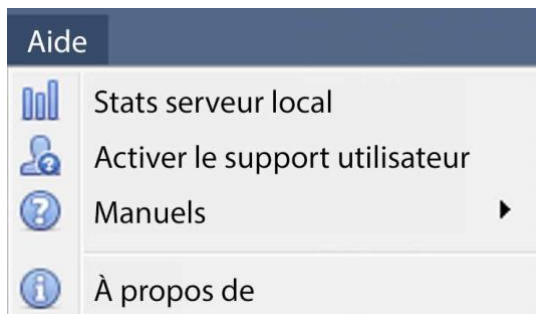 Aide
Stats serveur local
Activer le support utilisateur
Manuels
À propos de